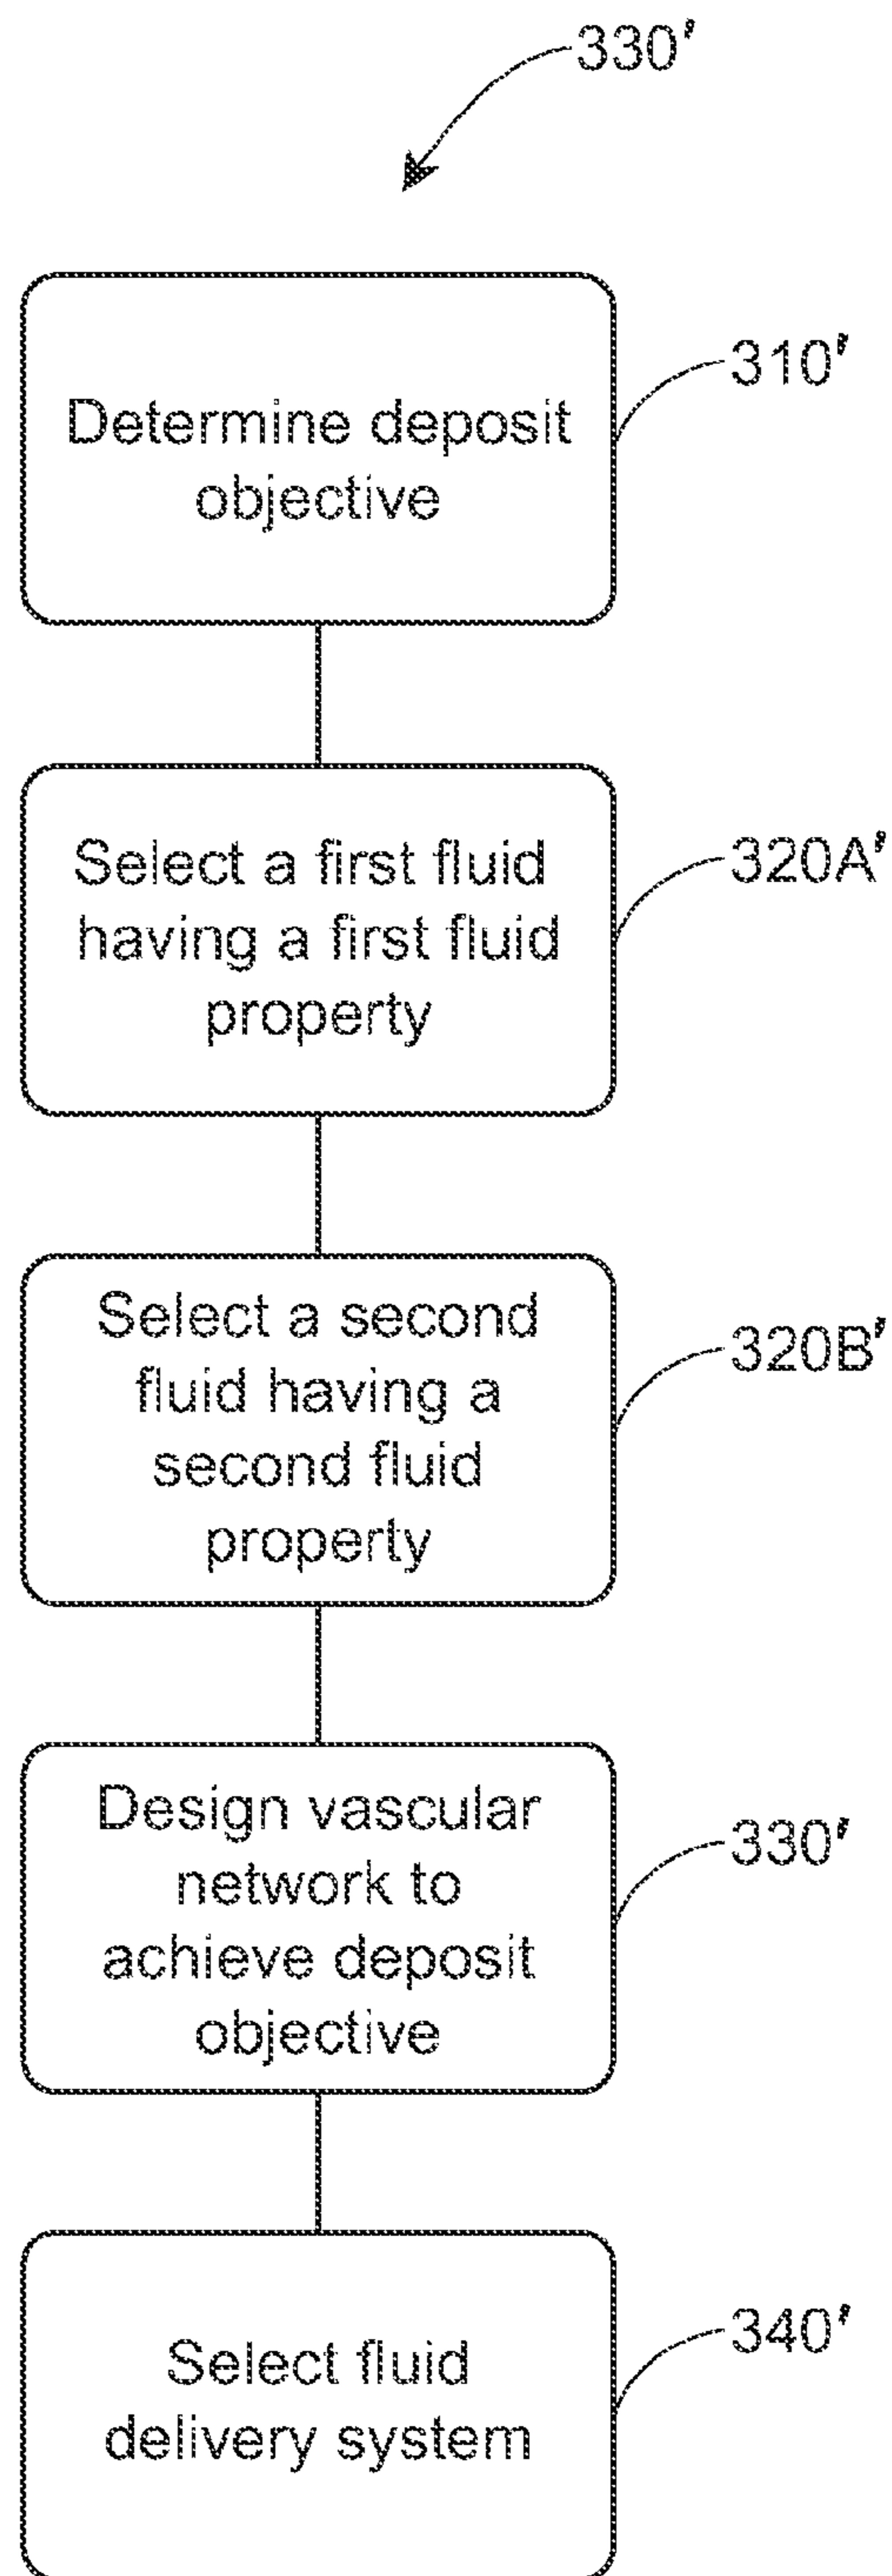 330'
Determine deposit
objective
310'
Select a first fluid
having a first fluid
property
320A'
Select a second
fluid having a
second fluid
property
320B'
Design vascular
network to
achieve deposit
objective
330'
Select fluid
delivery system
340'